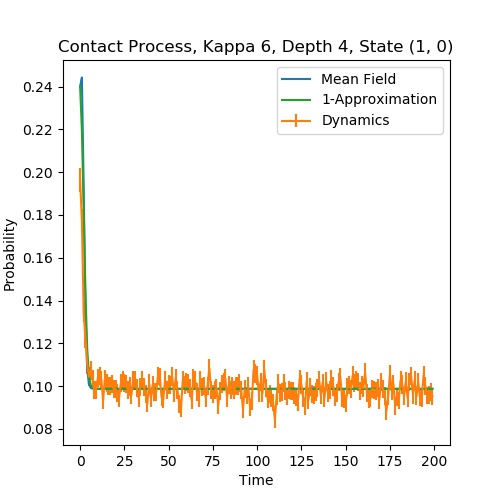 Contact Process, Kappa 6, Depth 4, State (1, 0)
Mean Field
1-Approximation
Dynamics
Probability
0.24
0.22
0.20
0.18
0.16
0.14
0.12
0.10
0.08
0 25 50 75 100 125 150 175 200
Time